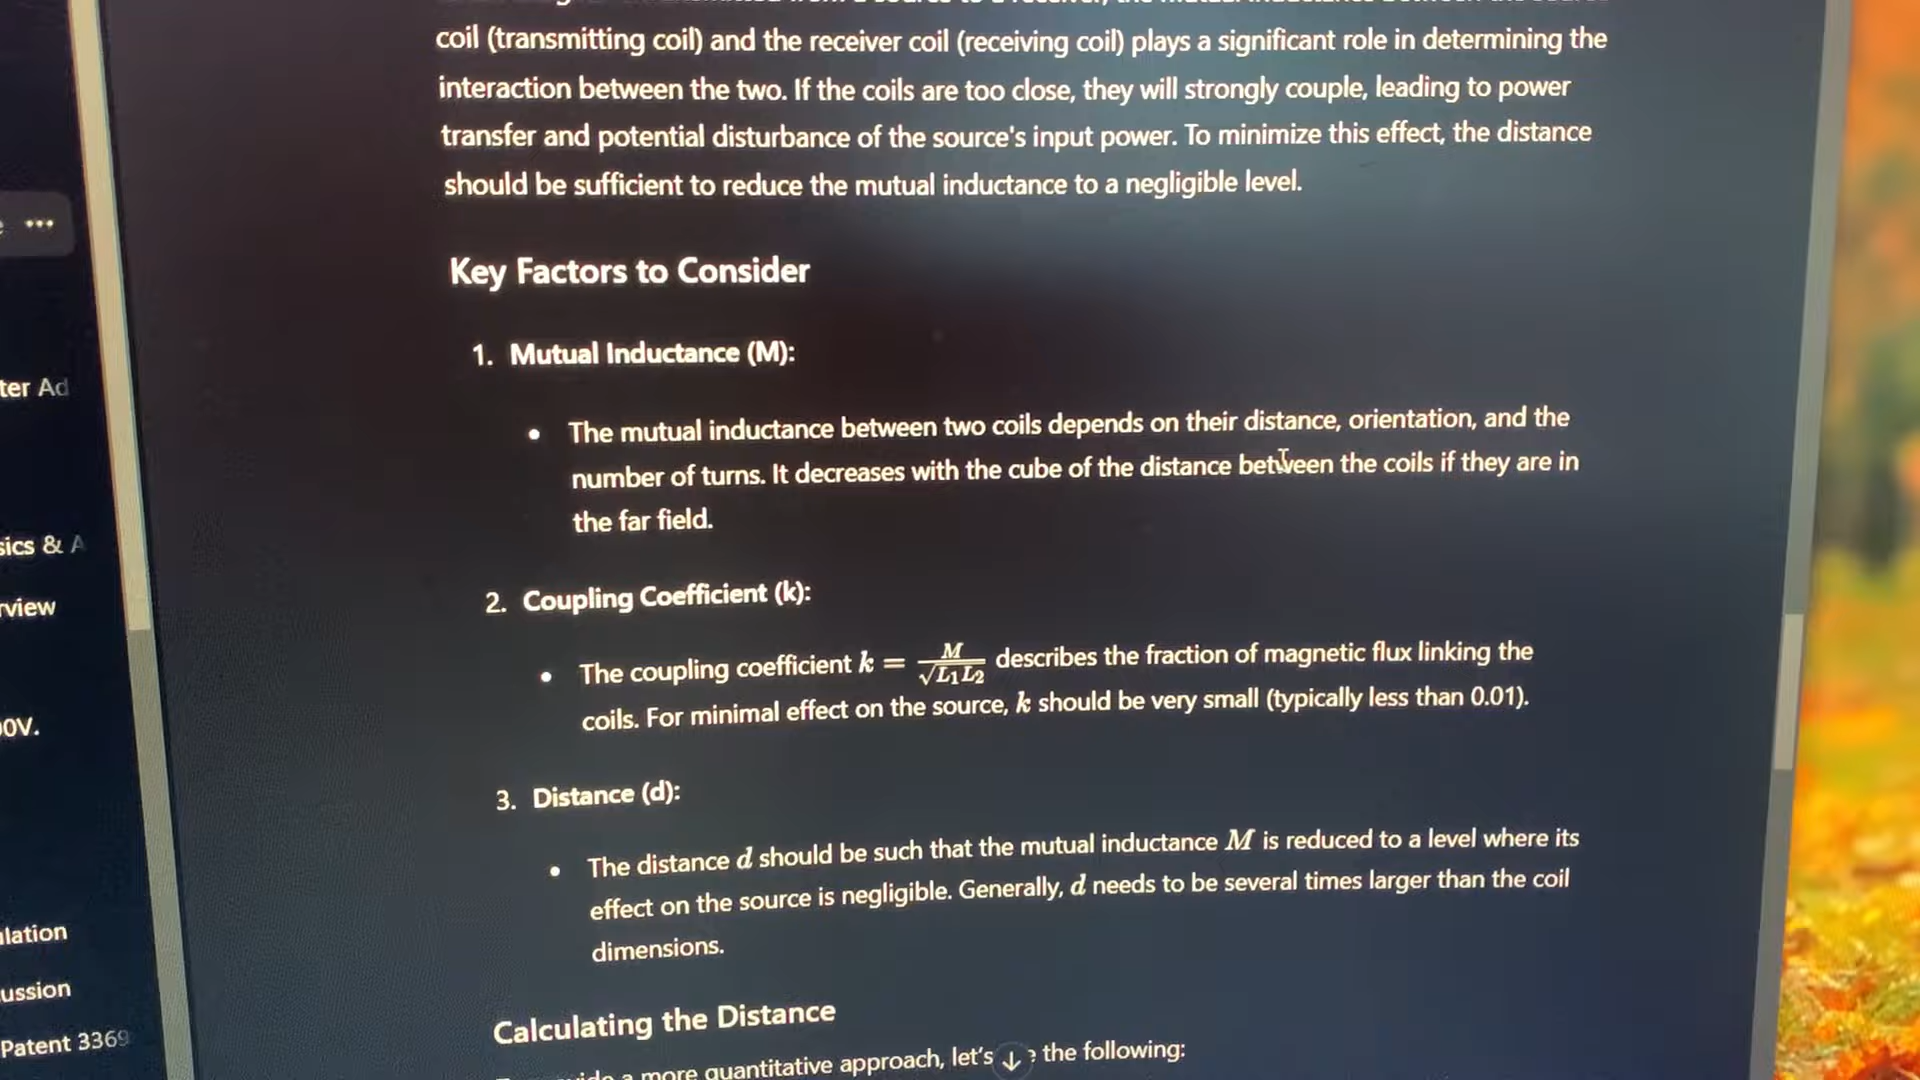 coil (transmitting coil) and the receiver coil (receiving coil) plays a significant role in determining the
interaction between the two. If the coils are too close, they will strongly couple, leading to power
transfer and potential disturbance of the source's input power. To minimize this effect, the distance
should be sufficient to reduce the mutual inductance to a negligible level.
Key Factors to Consider
1. Mutual Inductance (M):
• The mutual inductance between two coils depends on their distance, orientation, and the
number of turns. It decreases with the cube of the distance between the coils if they are in
the far field.
2. Coupling Coefficient (k):
• The coupling coefficient k = M/√L₁L₂ describes the fraction of magnetic flux linking the
coils. For minimal effect on the source, k should be very small (typically less than 0.01).
3. Distance (d):
• The distance d should be such that the mutual inductance M is reduced to a level where its
effect on the source is negligible. Generally, d needs to be several times larger than the coil
dimensions.
Calculating the Distance
a more quantitative approach, let's the following:
ter Ad
sics & A
rview
0V.
lation
ussion
Patent 3369